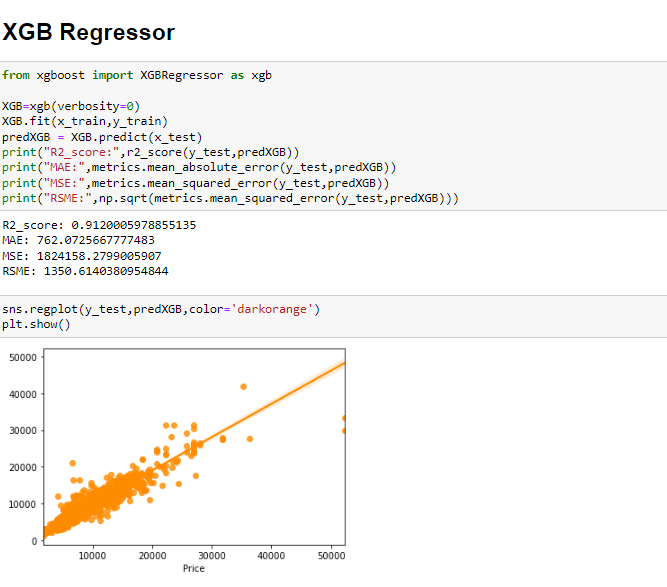 XGB Regressor
from xgboost import XGBRegressor as xgb
XGB=xgb(verbosity=0)
XGB.fit(x_train,y_train)
predXGB = XGB.predict(x_test)
print("R2_score:",r2_score(y_test,predXGB))
print("MAE:",metrics.mean_absolute_error(y_test,predXGB))
print("MSE:",metrics.mean_squared_error(y_test,predXGB))
print("RSME:",np.sqrt(metrics.mean_squared_error(y_test,predXGB)))
R2_score: 0.9120005978855135
MAE: 762.0725667777483
MSE: 1824158.2799005907
RSME: 1350.6140380954844
sns.regplot(y_test,predXGB,color='darkorange')
plt.show()
50000
40000
30000
20000
10000
0
10000 20000 30000 40000 50000
Price